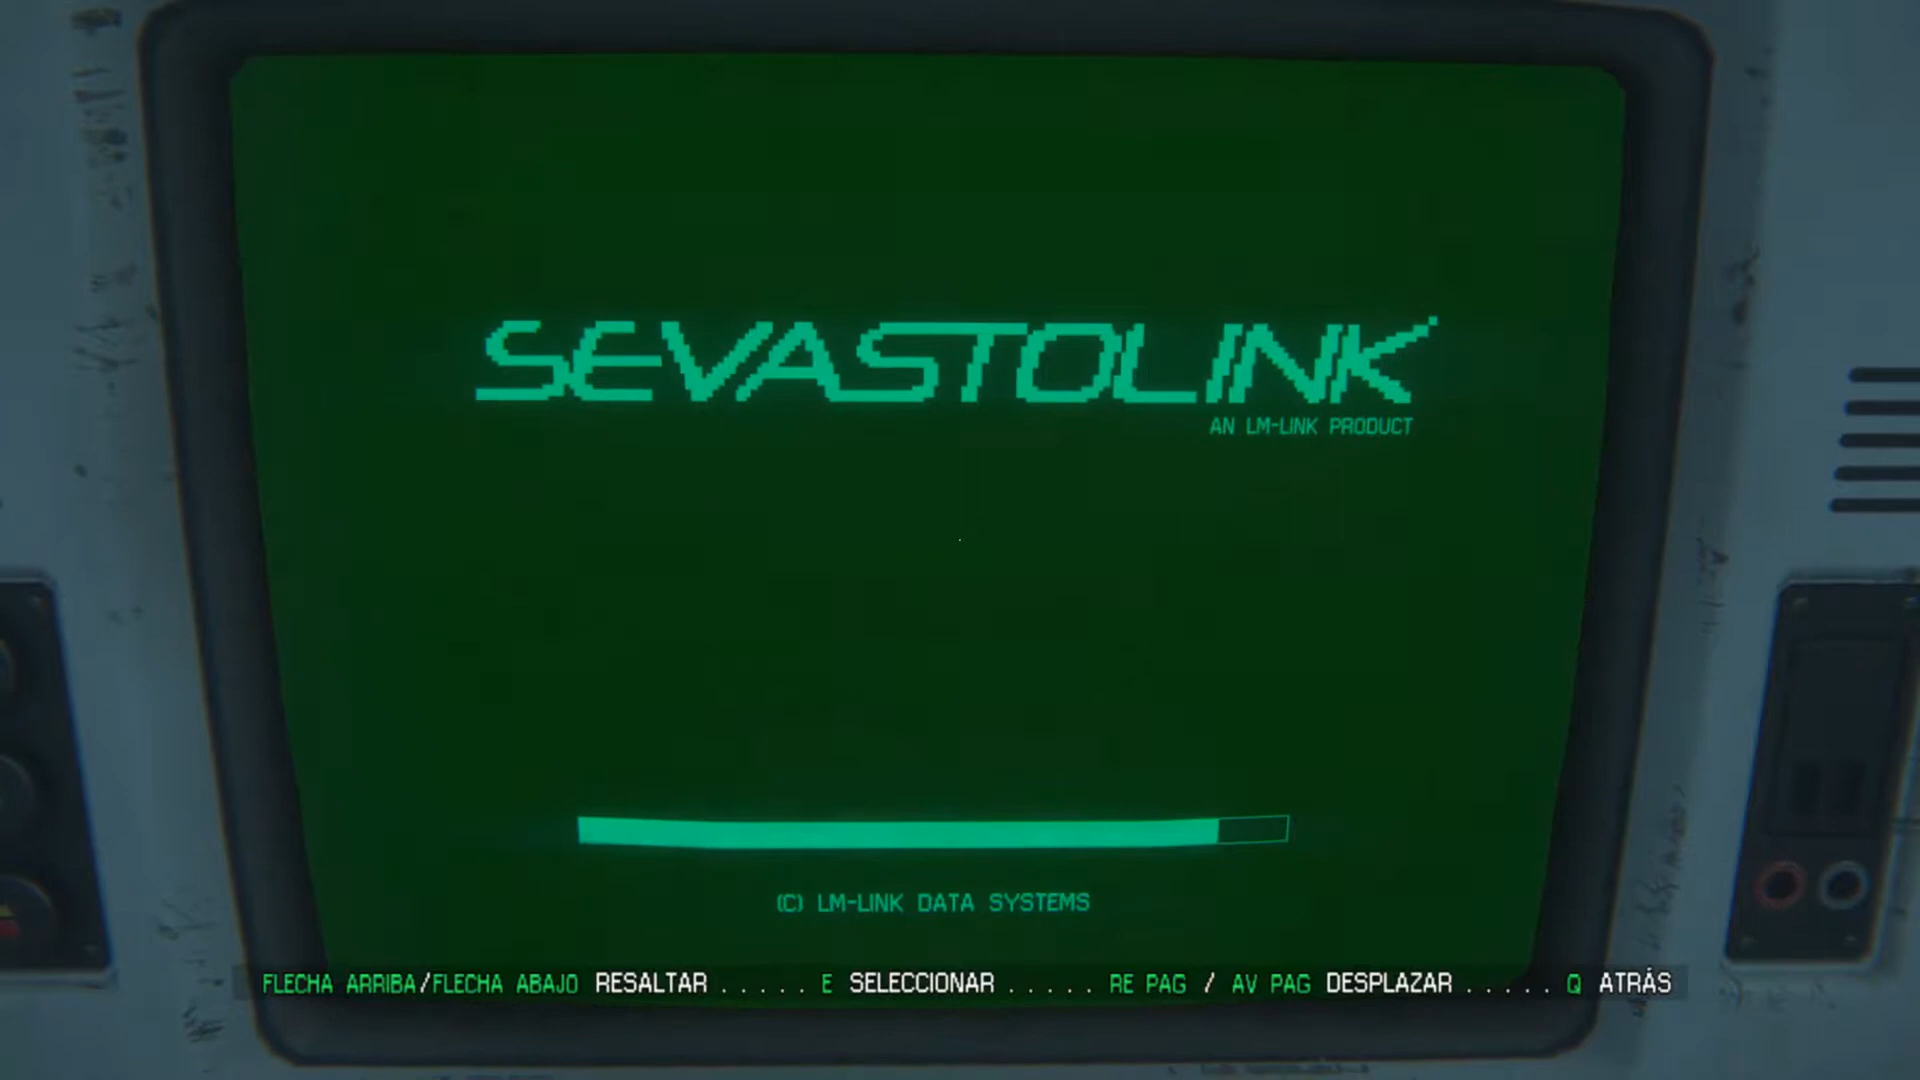 SEVASTOLINK
AN LM-LINK PRODUCT
(C) LM-LINK DATA SYSTEMS
FLECHA ARRIBA/FLECHA ABAJO RESALTAR ..... E SELECCIONAR ..... RE PAG / AV PAG DESPLAZAR ..... Q ATRÁS